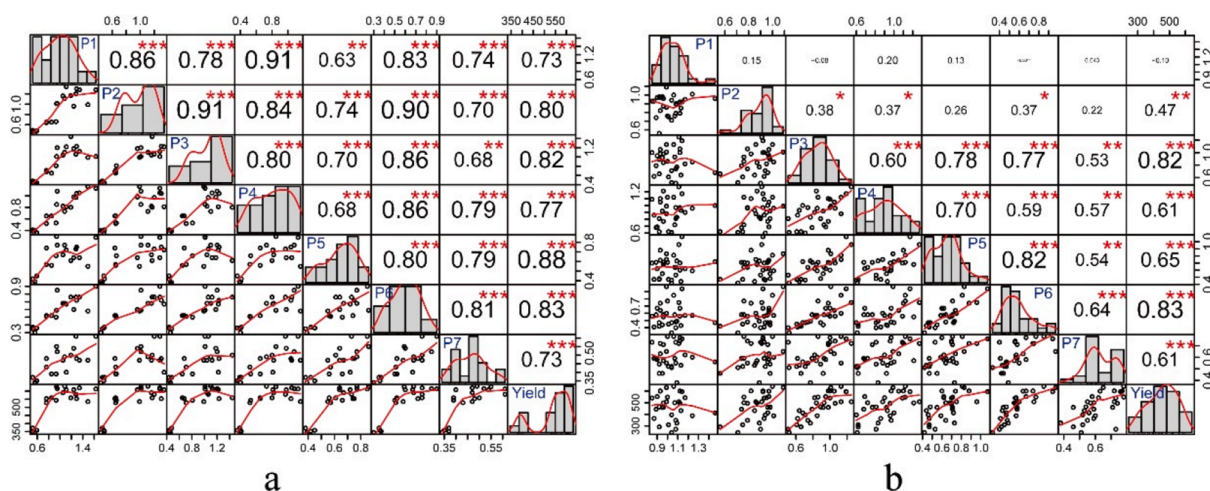 0.6 1.0 0.4 0.8 0.3 0.5 0.7 0.9 350 450 550
P1 0.86 *** 0.78 *** 0.91 *** 0.63 ** 0.83 *** 0.74 *** 0.73 *** 0.6 1.2
0.6 1.0 P2 0.91 *** 0.84 *** 0.74 *** 0.90 *** 0.70 *** 0.80 ***
P3 0.80 *** 0.70 *** 0.86 *** 0.68 ** 0.82 *** 0.4 1.2
0.4 0.8 P4 0.68 *** 0.86 *** 0.79 *** 0.77 ***
P5 0.80 *** 0.79 *** 0.88 *** 0.4 0.8
0.3 0.9 P6 0.81 *** 0.83 ***
P7 0.73 *** 0.35 0.50
350 500 Yield
0.6 1.4 0.4 0.8 1.2 0.4 0.6 0.8 0.35 0.55
a
0.6 0.8 1.0 0.6 1.0 0.4 0.6 0.8 300 500
P1 0.15 0.20 0.13 0.9 1.2
0.6 1.0 P2 0.38 * 0.37 * 0.26 0.37 * 0.22 0.47 **
P3 0.60 *** 0.78 *** 0.77 *** 0.53 ** 0.82 *** 0.6 1.0
0.6 1.2 P4 0.70 *** 0.59 *** 0.57 ** 0.61 ***
P5 0.82 *** 0.54 ** 0.65 *** 0.4 1.0
0.4 0.7 P6 0.64 *** 0.83 ***
P7 0.61 *** 0.4 0.6
300 500 Yield
0.9 1.1 1.3 0.6 1.0 0.4 0.6 0.8 1.0 0.4 0.6
b